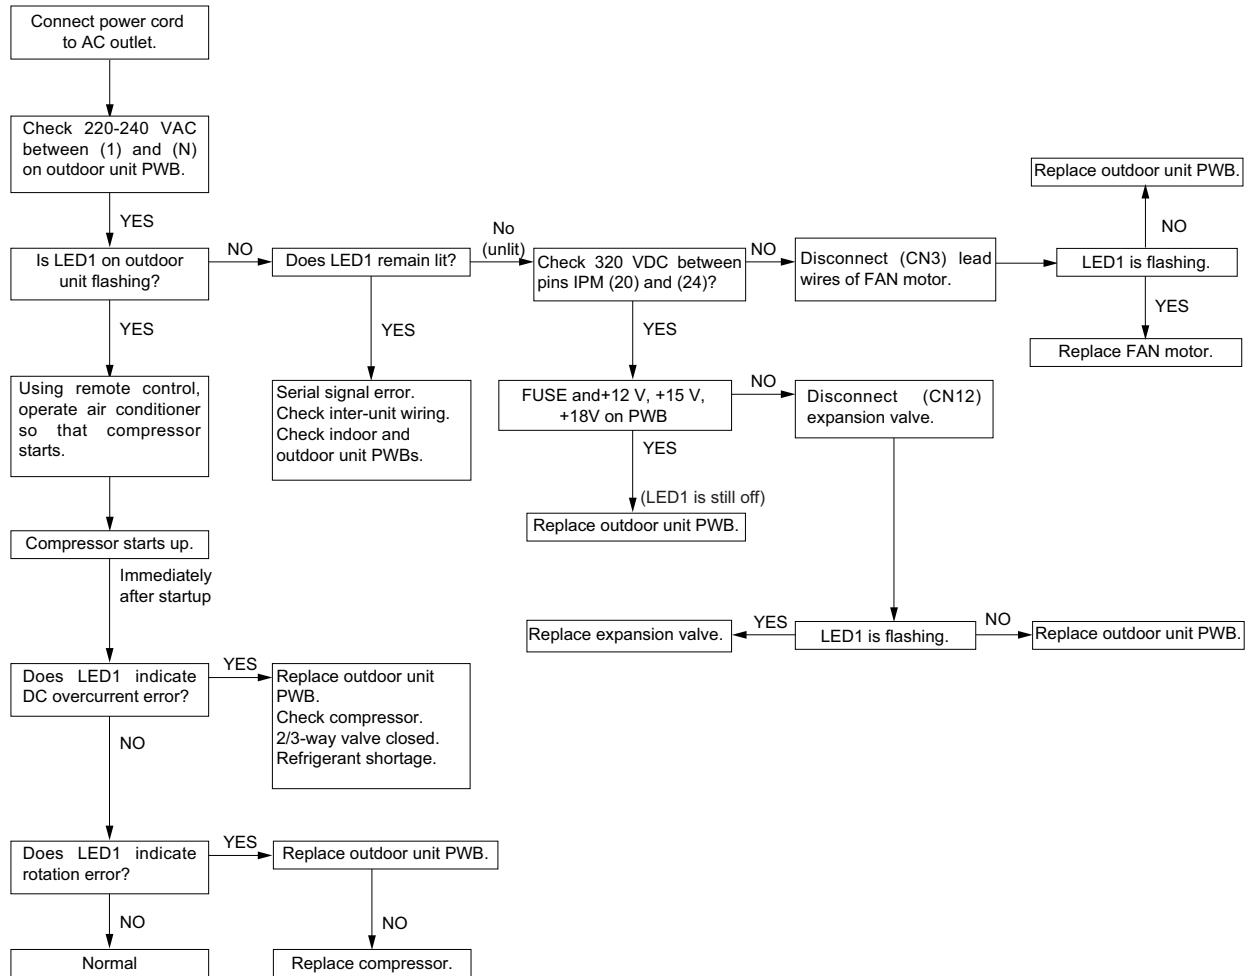 Connect power cord
to AC outlet.
Check 220-240 VAC
between (1) and (N)
on outdoor unit PWB.
YES
Is LED1 on outdoor
unit flashing?
NO
Does LED1 remain lit?
No
(unlit)
Check 320 VDC between
pins IPM (20) and (24)?
NO
Disconnect (CN3) lead
wires of FAN motor.
LED1 is flashing.
NO
Replace outdoor unit PWB.
YES
Replace FAN motor.
YES
Using remote control,
operate air conditioner
so that compressor
starts.
YES
Serial signal error.
Check inter-unit wiring.
Check indoor and
outdoor unit PWBs.
YES
FUSE and+12 V, +15 V,
+18V on PWB
NO
Disconnect (CN12)
expansion valve.
YES
(LED1 is still off)
Replace outdoor unit PWB.
Compressor starts up.
Immediately
after startup
Replace expansion valve.
YES
LED1 is flashing.
NO
Replace outdoor unit PWB.
Does LED1 indicate
DC overcurrent error?
YES
Replace outdoor unit
PWB.
Check compressor.
2/3-way valve closed.
Refrigerant shortage.
NO
Does LED1 indicate
rotation error?
YES
Replace outdoor unit PWB.
NO
NO
Normal
Replace compressor.